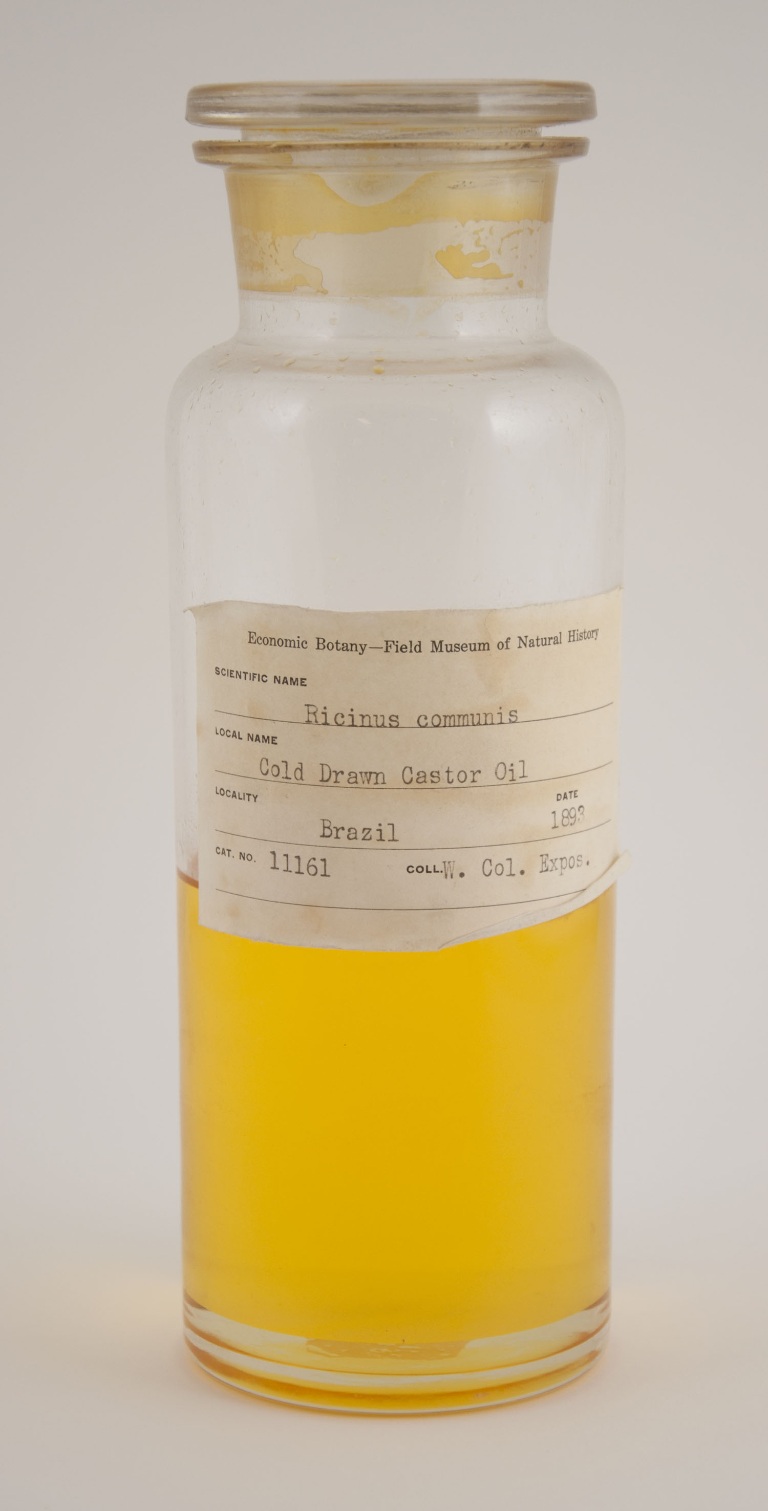 Economic Botany—Field Museum of Natural History
SCIENTIFIC NAME
Ricinus communis
LOCAL NAME
Cold Drawn Castor Oil
LOCALITY DATE
Brazil 1893
CAT. NO. 11161 COLL. W. Col. Expos.